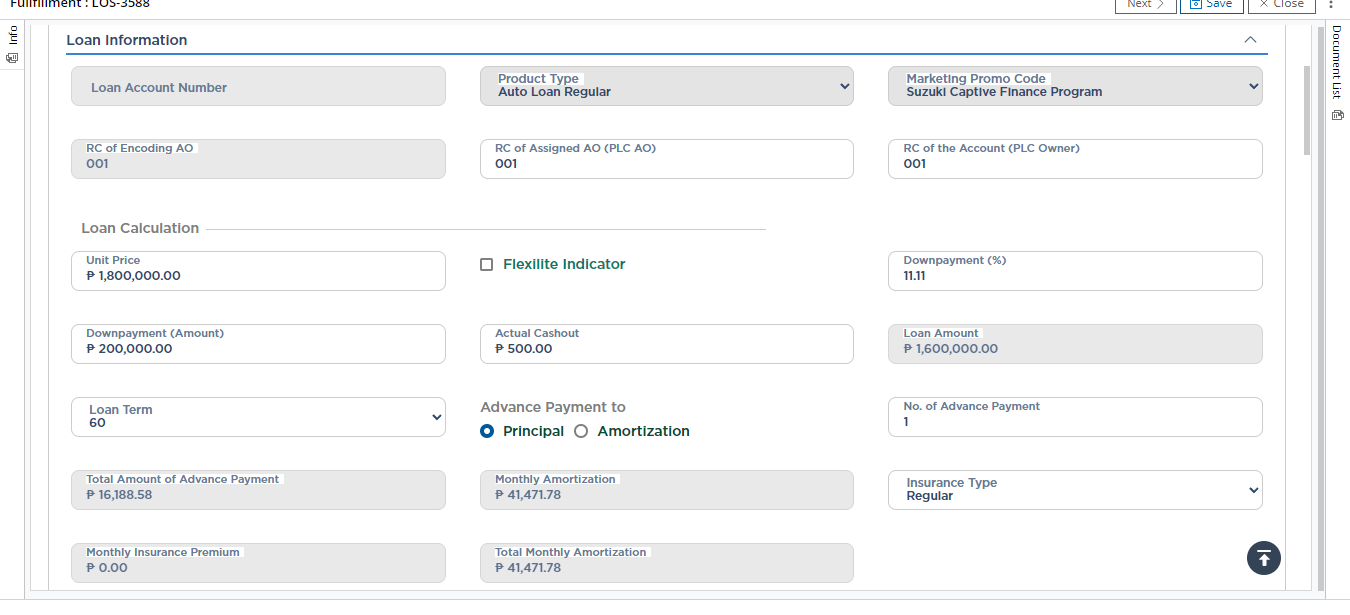 Fulfillment : LOS-3588
Next
Save
Close
Info
Document List
Loan Information
Loan Account Number
Product Type
Auto Loan Regular
Marketing Promo Code
Suzuki Captive Finance Program
RC of Encoding AO
001
RC of Assigned AO (PLC AO)
001
RC of the Account (PLC Owner)
001
Loan Calculation
Unit Price
₱ 1,800,000.00
Flexilite Indicator
Downpayment (%)
11.11
Downpayment (Amount)
₱ 200,000.00
Actual Cashout
₱ 500.00
Loan Amount
₱ 1,600,000.00
Loan Term
60
Advance Payment to
Principal
Amortization
No. of Advance Payment
1
Total Amount of Advance Payment
₱ 16,188.58
Monthly Amortization
₱ 41,471.78
Insurance Type
Regular
Monthly Insurance Premium
₱ 0.00
Total Monthly Amortization
₱ 41,471.78